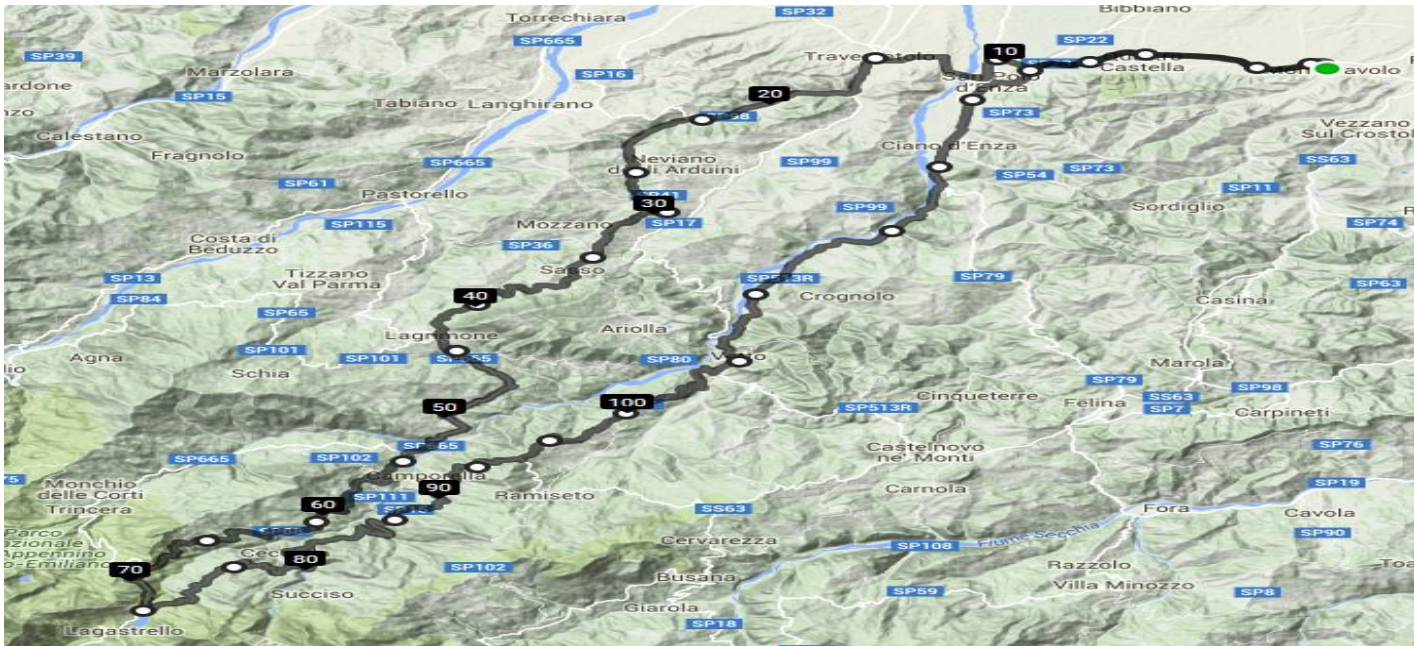 Torrechiara
SP32
Bibbiano
SP39
SP665
SP22
Marzolara
SP16
10
Castella
avolo
SP15
Tabiano
Langhirano
20
d'Enza
SP73
Vezzano
Sul Crostol
Calestano
Fragnolo
SP665
Neviano
SP99
Ciano d'Enza
SP73
SS63
SP61
SP54
SP11
Pastorello
30
SP17
SP99
Sordiglio
SP74
SP115
Mozzano
Costa di
Beduzzo
SP36
Sasso
SP13
Tizzano
Val Parma
SP79
SP84
40
Crognolo
Casina
SP63
SP65
Lagrimone
Ariolla
Agna
SP101
SP101
SP80
Marola
Schia
SP79
SP98
50
100
Cinqueterre
SS63
Felina
SP7
SP513R
Carpineti
SP665
SP102
Castelnovo
ne' Monti
SP76
Monchio
delle Corti
Trincera
SP111
90
Ramiseto
Carnola
SP19
60
SS63
Fora
Cavola
Parco
80
Cervarezza
SP108
Fiume Secchia
SP90
70
SP102
Busana
Razzolo
Succiso
SP59
Villa Minozzo
SP8
Giarola
Lagastrello
SP18